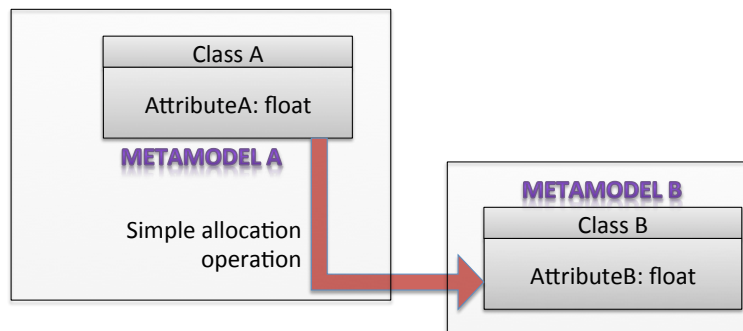 Class A
AttributeA: float
METAMODEL A
Simple allocation
operation
METAMODEL B
Class B
AttributeB: float